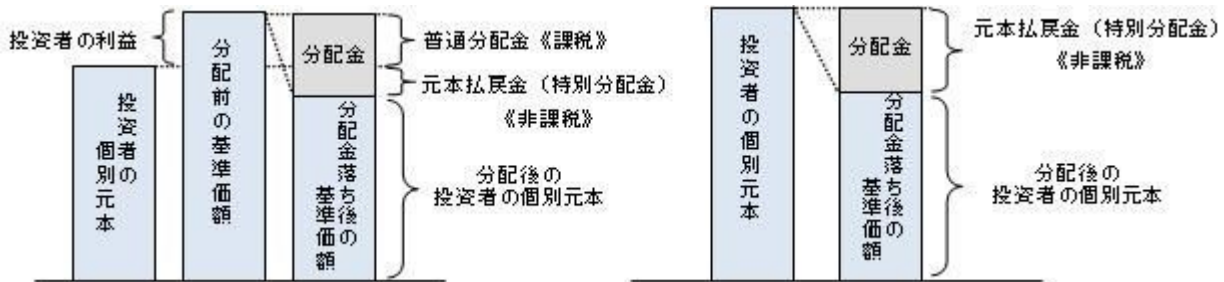 投資者の利益
投資者の
個別元本
分配前の基準価額
分配金
分配金落ち後の
基準価額
普通分配金《課税》
元本払戻金（特別分配金）
《非課税》
分配後の
投資者の個別元本
投資者の個別元本
分配金
分配金落ち後の
基準価額
元本払戻金（特別分配金）
《非課税》
分配後の
投資者の個別元本